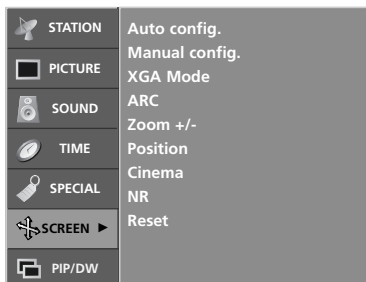 STATION
PICTURE
SOUND
TIME
SPECIAL
SCREEN ►
PIP/DW
Auto config.
Manual config.
XGA Mode
ARC
Zoom +/-
Position
Cinema
NR
Reset